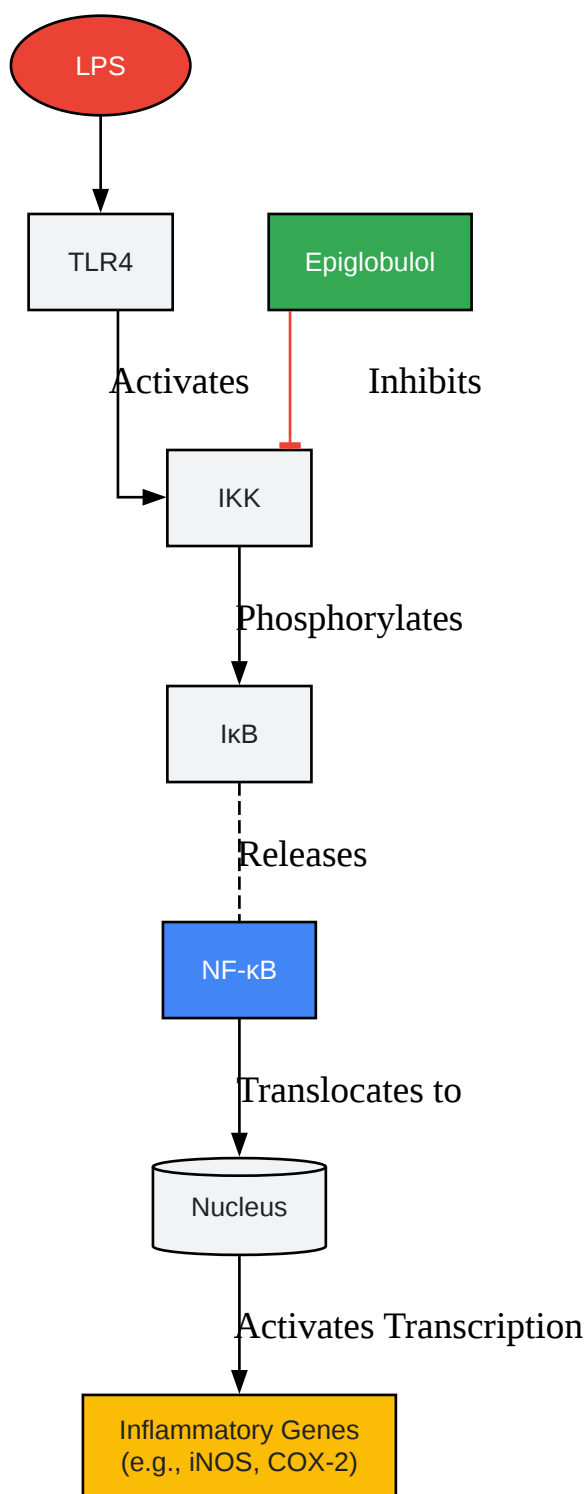 LPS
TLR4
Epiglobulol
Activates
Inhibits
IKK
Phosphorylates
IκB
Releases
NF-κB
Translocates to
Nucleus
Activates Transcription
Inflammatory Genes
(e.g., iNOS, COX-2)